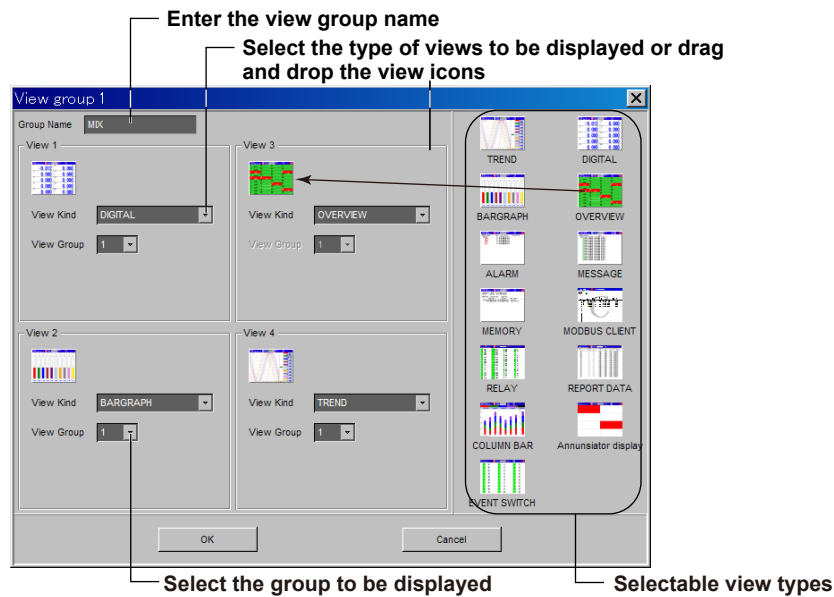 Enter the view group name
Select the type of views to be displayed or drag
and drop the view icons
View group 1
Group Name MIX
View 1
View Kind DIGITAL
View Group 1
View 3
View Kind OVERVIEW
View Group 1
View 2
View Kind BARGRAPH
View Group 1
View 4
View Kind TREND
View Group 1
TREND DIGITAL
BARGRAPH OVERVIEW
ALARM MESSAGE
MEMORY MODBUS CLIENT
RELAY REPORT DATA
COLUMN BAR Annunsiator display
EVENT SWITCH
OK Cancel
Select the group to be displayed
Selectable view types